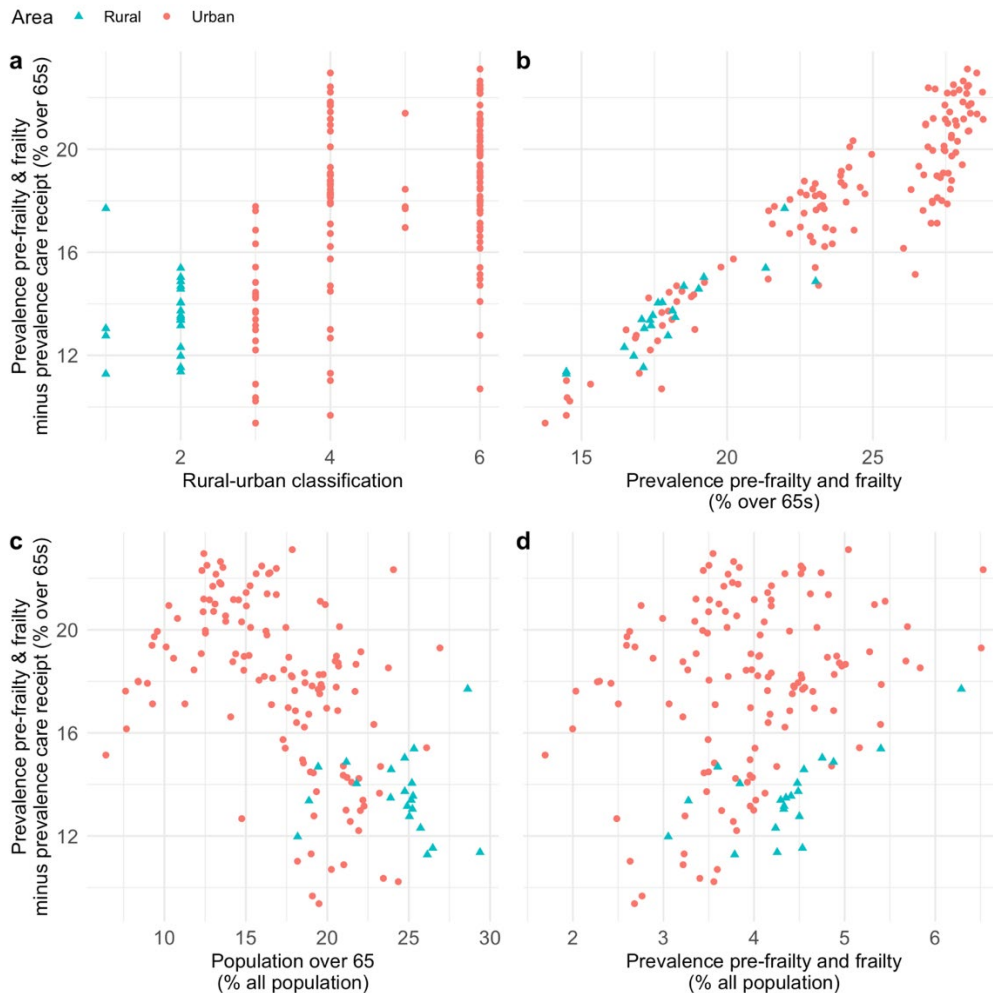 Area Rural Urban
a
b
Prevalence pre-frailty & frailty
minus prevalence care receipt (% over 65s)
20
16
12
2
4
6
Rural-urban classification
15
20
25
Prevalence pre-frailty and frailty
(% over 65s)
c
d
Prevalence pre-frailty & frailty
minus prevalence care receipt (% over 65s)
20
16
12
10
15
20
25
30
Population over 65
(% all population)
2
3
4
5
6
Prevalence pre-frailty and frailty
(% all population)